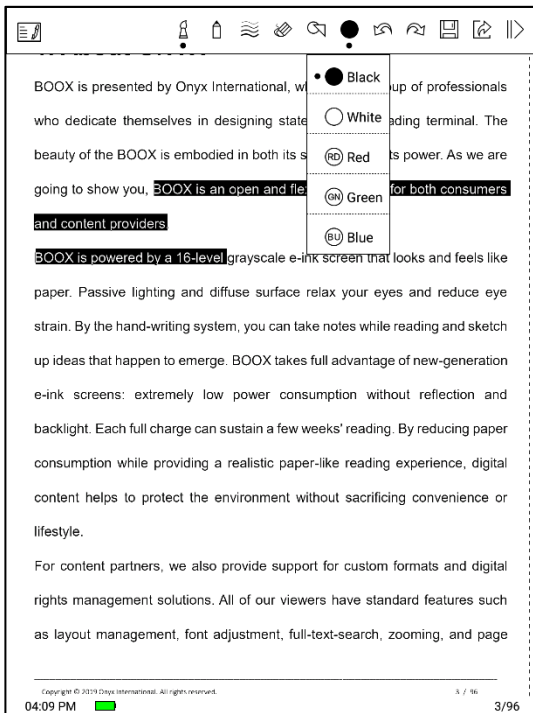 BOOX is presented by Onyx International, up of professionals
who dedicate themselves in designing state ading terminal. The
beauty of the BOOX is embodied in both its s ts power. As we are
going to show you, BOOX is an open and fle for both consumers
and content providers.
BOOX is powered by a 16-level grayscale e-ink screen that looks and feels like
paper. Passive lighting and diffuse surface relax your eyes and reduce eye
strain. By the hand-writing system, you can take notes while reading and sketch
up ideas that happen to emerge. BOOX takes full advantage of new-generation
e-ink screens: extremely low power consumption without reflection and
backlight. Each full charge can sustain a few weeks' reading. By reducing paper
consumption while providing a realistic paper-like reading experience, digital
content helps to protect the environment without sacrificing convenience or
lifestyle.
For content partners, we also provide support for custom formats and digital
rights management solutions. All of our viewers have standard features such
as layout management, font adjustment, full-text-search, zooming, and page
Black
White
RD Red
GN Green
BU Blue
Copyright © 2019 Onyx International. All rights reserved. 3 / 96
04:09 PM 3/96